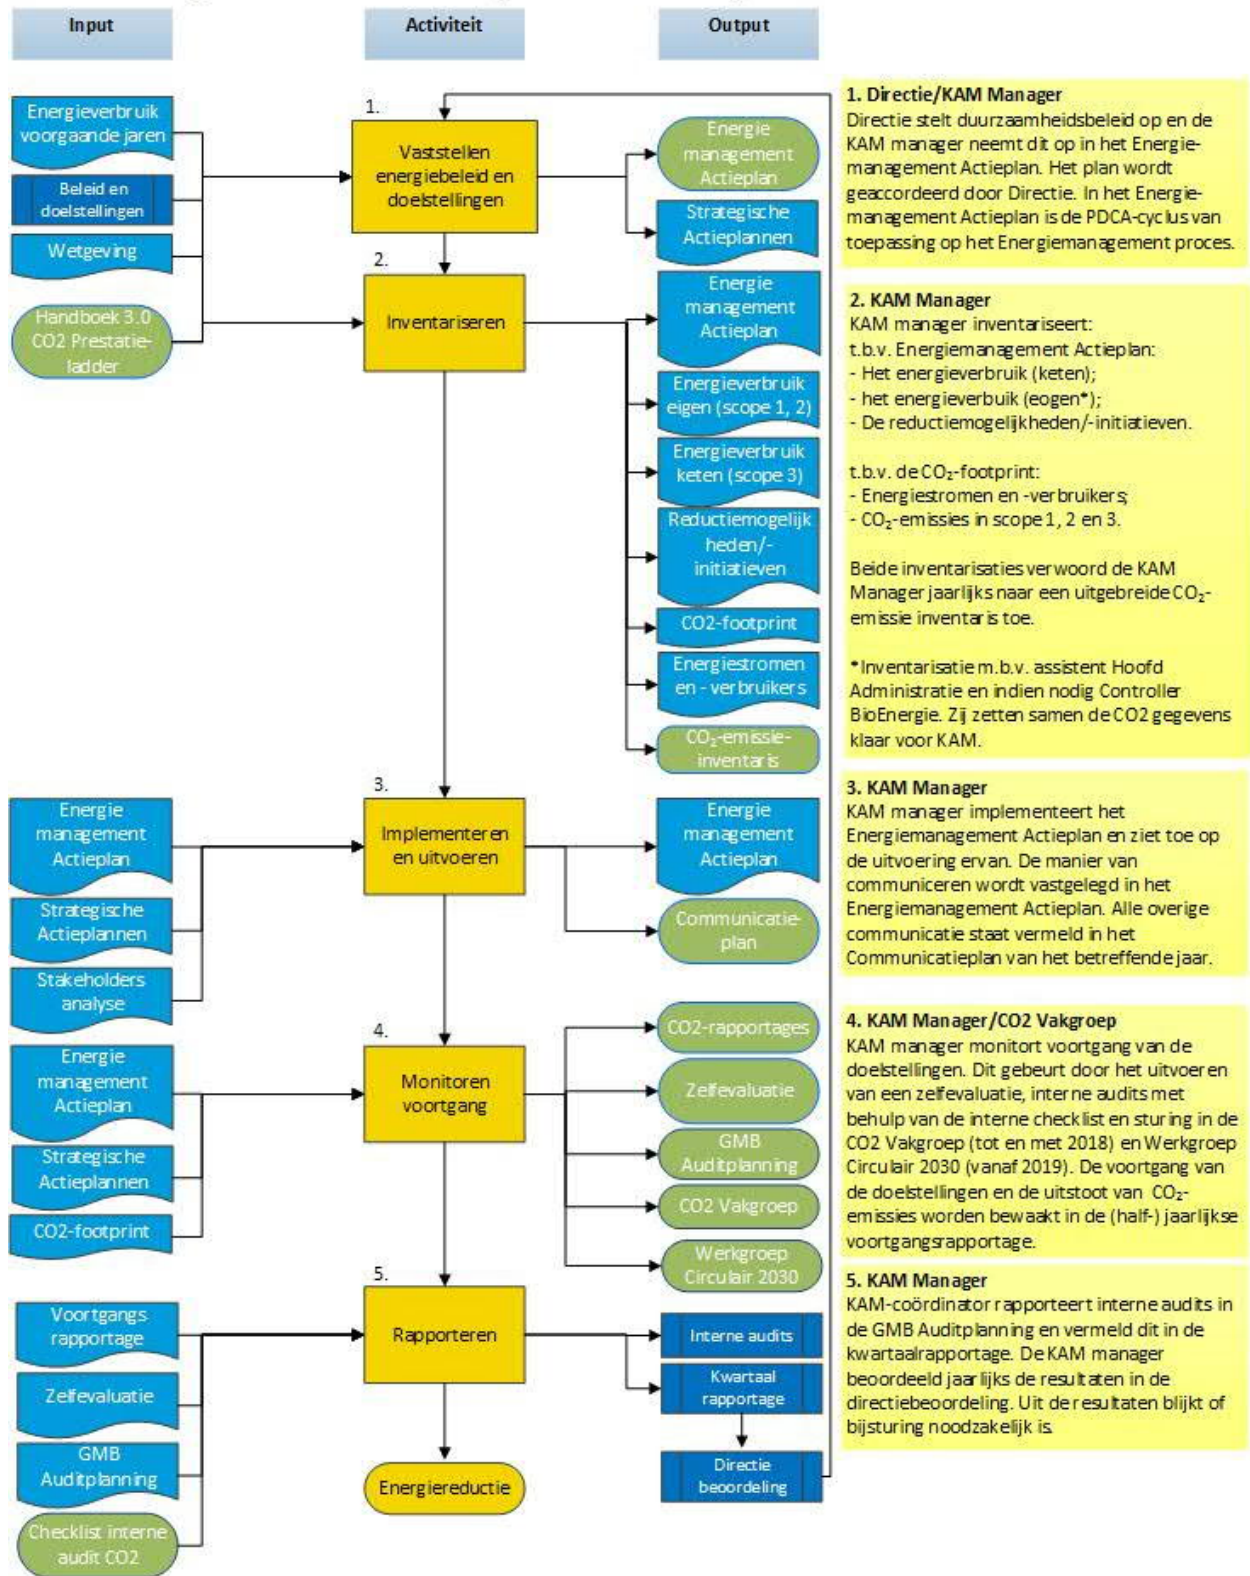 Input
Activiteit
Output
Energieverbruik
voorgaande jaren
Beleid en
doelstellingen
Wetgeving
Handboek 3.0
CO2 Prestatie-
ladder
1.
Vaststellen
energiebeleid en
doelstellingen
Energie
management
Actieplan
Strategische
Actieplannen
1. Directie/KAM Manager
Directie stelt duurzaamheidsbeleid op en de
KAM manager neemt dit op in het Energie-
management Actieplan. Het plan wordt
geaccordeerd door Directie. In het Energie-
management Actieplan is de PDCA-cyclus van
toepassing op het Energiemanagement proces.
2.
Inventariseren
Energie
management
Actieplan
Energieverbruik
eigen (scope 1, 2)
Energieverbruik
keten (scope 3)
Reductiemogelijk
heden/-
initiatieven
CO2-footprint
Energiestromen
en - verbruikers
CO₂-emissie-
inventaris
2. KAM Manager
KAM manager inventariseert:
t.b.v. Energiemanagement Actieplan:
- Het energieverbruik (keten);
- het energieverbuik (eogen*);
- De reductiemogelijkheden/-initiatieven.
t.b.v. de CO₂-footprint:
- Energiestromen en -verbruikers;
- CO₂-emissies in scope 1, 2 en 3.
Beide inventarisaties verwoord de KAM
Manager jaarlijks naar een uitgebreide CO₂-
emissie inventaris toe.
*Inventarisatie m.b.v. assistent Hoofd
Administratie en indien nodig Controller
BioEnergie. Zij zetten samen de CO2 gegevens
klaar voor KAM.
Energie
management
Actieplan
Strategische
Actieplannen
Stakeholders
analyse
3.
Implementeren
en uitvoeren
Energie
management
Actieplan
Communicatie-
plan
3. KAM Manager
KAM manager implementeert het
Energiemanagement Actieplan en ziet toe op
de uitvoering ervan. De manier van
communiceren wordt vastgelegd in het
Energiemanagement Actieplan. Alle overige
communicatie staat vermeld in het
Communicatieplan van het betreffende jaar.
Energie
management
Actieplan
Strategische
Actieplannen
CO2-footprint
4.
Monitoren
voortgang
CO2-rapportages
Zelfevaluatie
GMB
Auditplanning
CO2 Vakgroep
Werkgroep
Circulair 2030
4. KAM Manager/CO2 Vakgroep
KAM manager monitort voortgang van de
doelstellingen. Dit gebeurt door het uitvoeren
van een zelfevaluatie, interne audits met
behulp van de interne checklist en sturing in de
CO2 Vakgroep (tot en met 2018) en Werkgroep
Circulair 2030 (vanaf 2019). De voortgang van
de doelstellingen en de uitstoot van CO₂-
emissies worden bewaakt in de (half-) jaarlijkse
voortgangsrapportage.
Voortgangs
rapportage
Zelfevaluatie
GMB
Auditplanning
Checklist interne
audit CO2
5.
Rapporteren
Energiereductie
Interne audits
Kwartaal
rapportage
Directie
beoordeling
5. KAM Manager
KAM-coördinator rapporteert interne audits in
de GMB Auditplanning en vermeld dit in de
kwartaalrapportage. De KAM manager
beoordeeld jaarlijks de resultaten in de
directiebeoordeling. Uit de resultaten blijkt of
bijsturing noodzakelijk is.